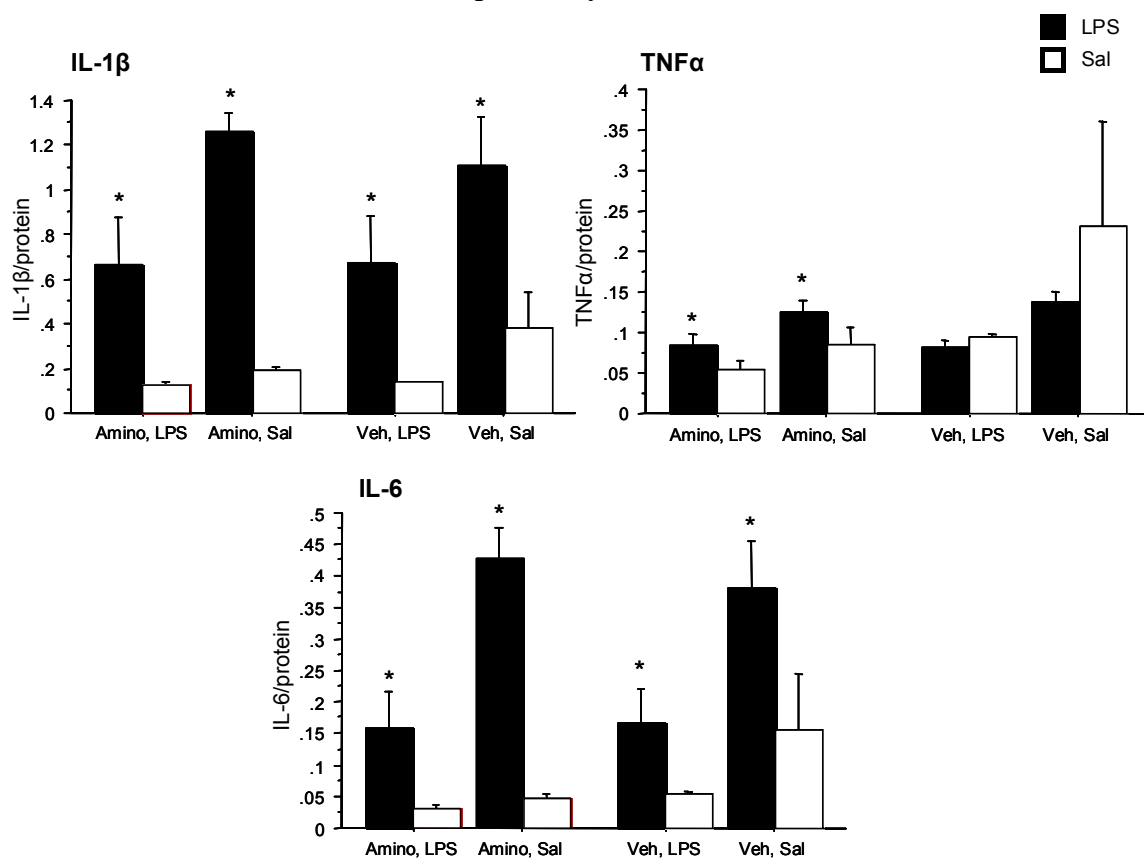 LPS
Sal
IL-1β
*
*
*
*
1.4
1.2
1
.8
.6
.4
.2
0
IL-1β/protein
Amino, LPS
Amino, Sal
Veh, LPS
Veh, Sal
TNFα
*
*
.4
.35
.3
.25
.2
.15
.1
.05
0
TNFα/protein
Amino, LPS
Amino, Sal
Veh, LPS
Veh, Sal
IL-6
*
*
*
*
.5
.45
.4
.35
.3
.25
.2
.15
.1
.05
0
IL-6/protein
Amino, LPS
Amino, Sal
Veh, LPS
Veh, Sal